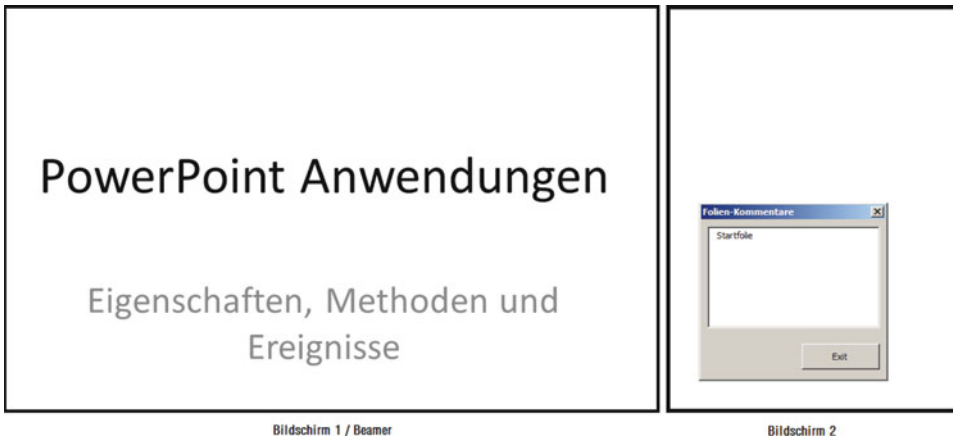 PowerPoint Anwendungen
Eigenschaften, Methoden und
Ereignisse
Folien-Kommentare
Startfolie
Exit
Bildschirm 1 / Beamer
Bildschirm 2